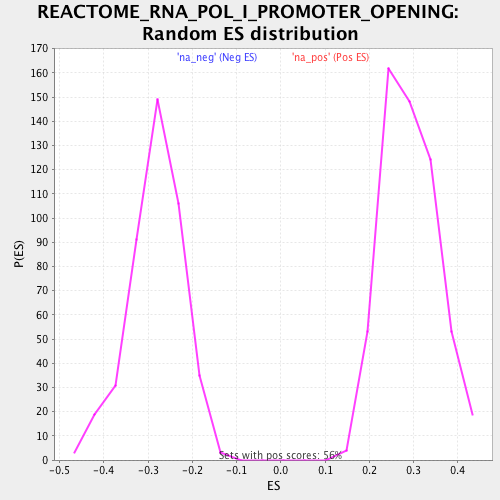 REACTOME_RNA_POL_I_PROMOTER_OPENING:
Random ES distribution
'na_neg' (Neg ES) 'na_pos' (Pos ES)
170
160
150
140
130
120
110
100
90
80
70
60
50
40
30
20
10
0
P(ES)
Sets with pos scores: 56%
-0.5 -0.4 -0.3 -0.2 -0.1 0.0 0.1 0.2 0.3 0.4
ES